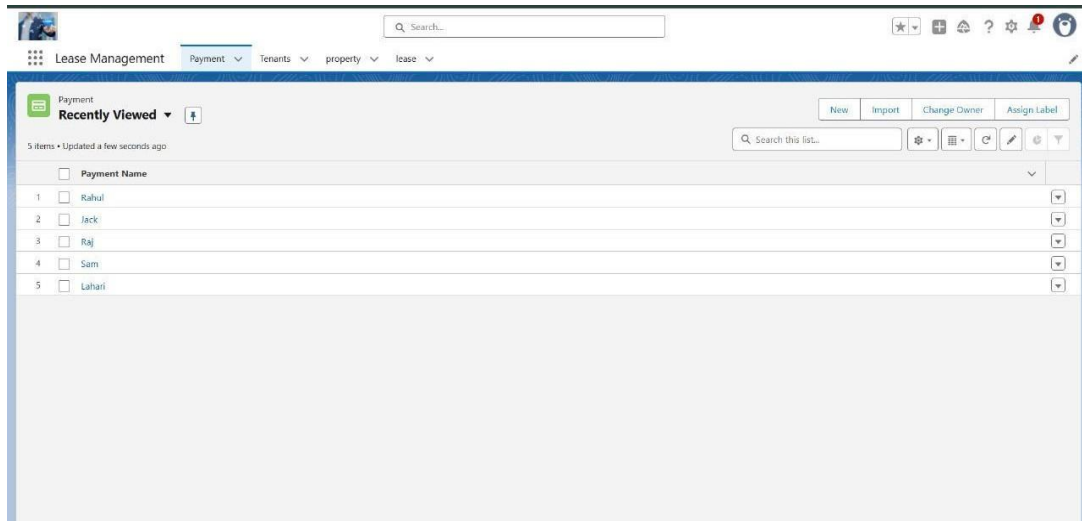 Search...
1
Lease Management Payment Tenants property lease
Payment
Recently Viewed
New Import Change Owner Assign Label
5 items • Updated a few seconds ago
Search this list...
Payment Name
1 Rahul
2 Jack
3 Raj
4 Sam
5 Lahari